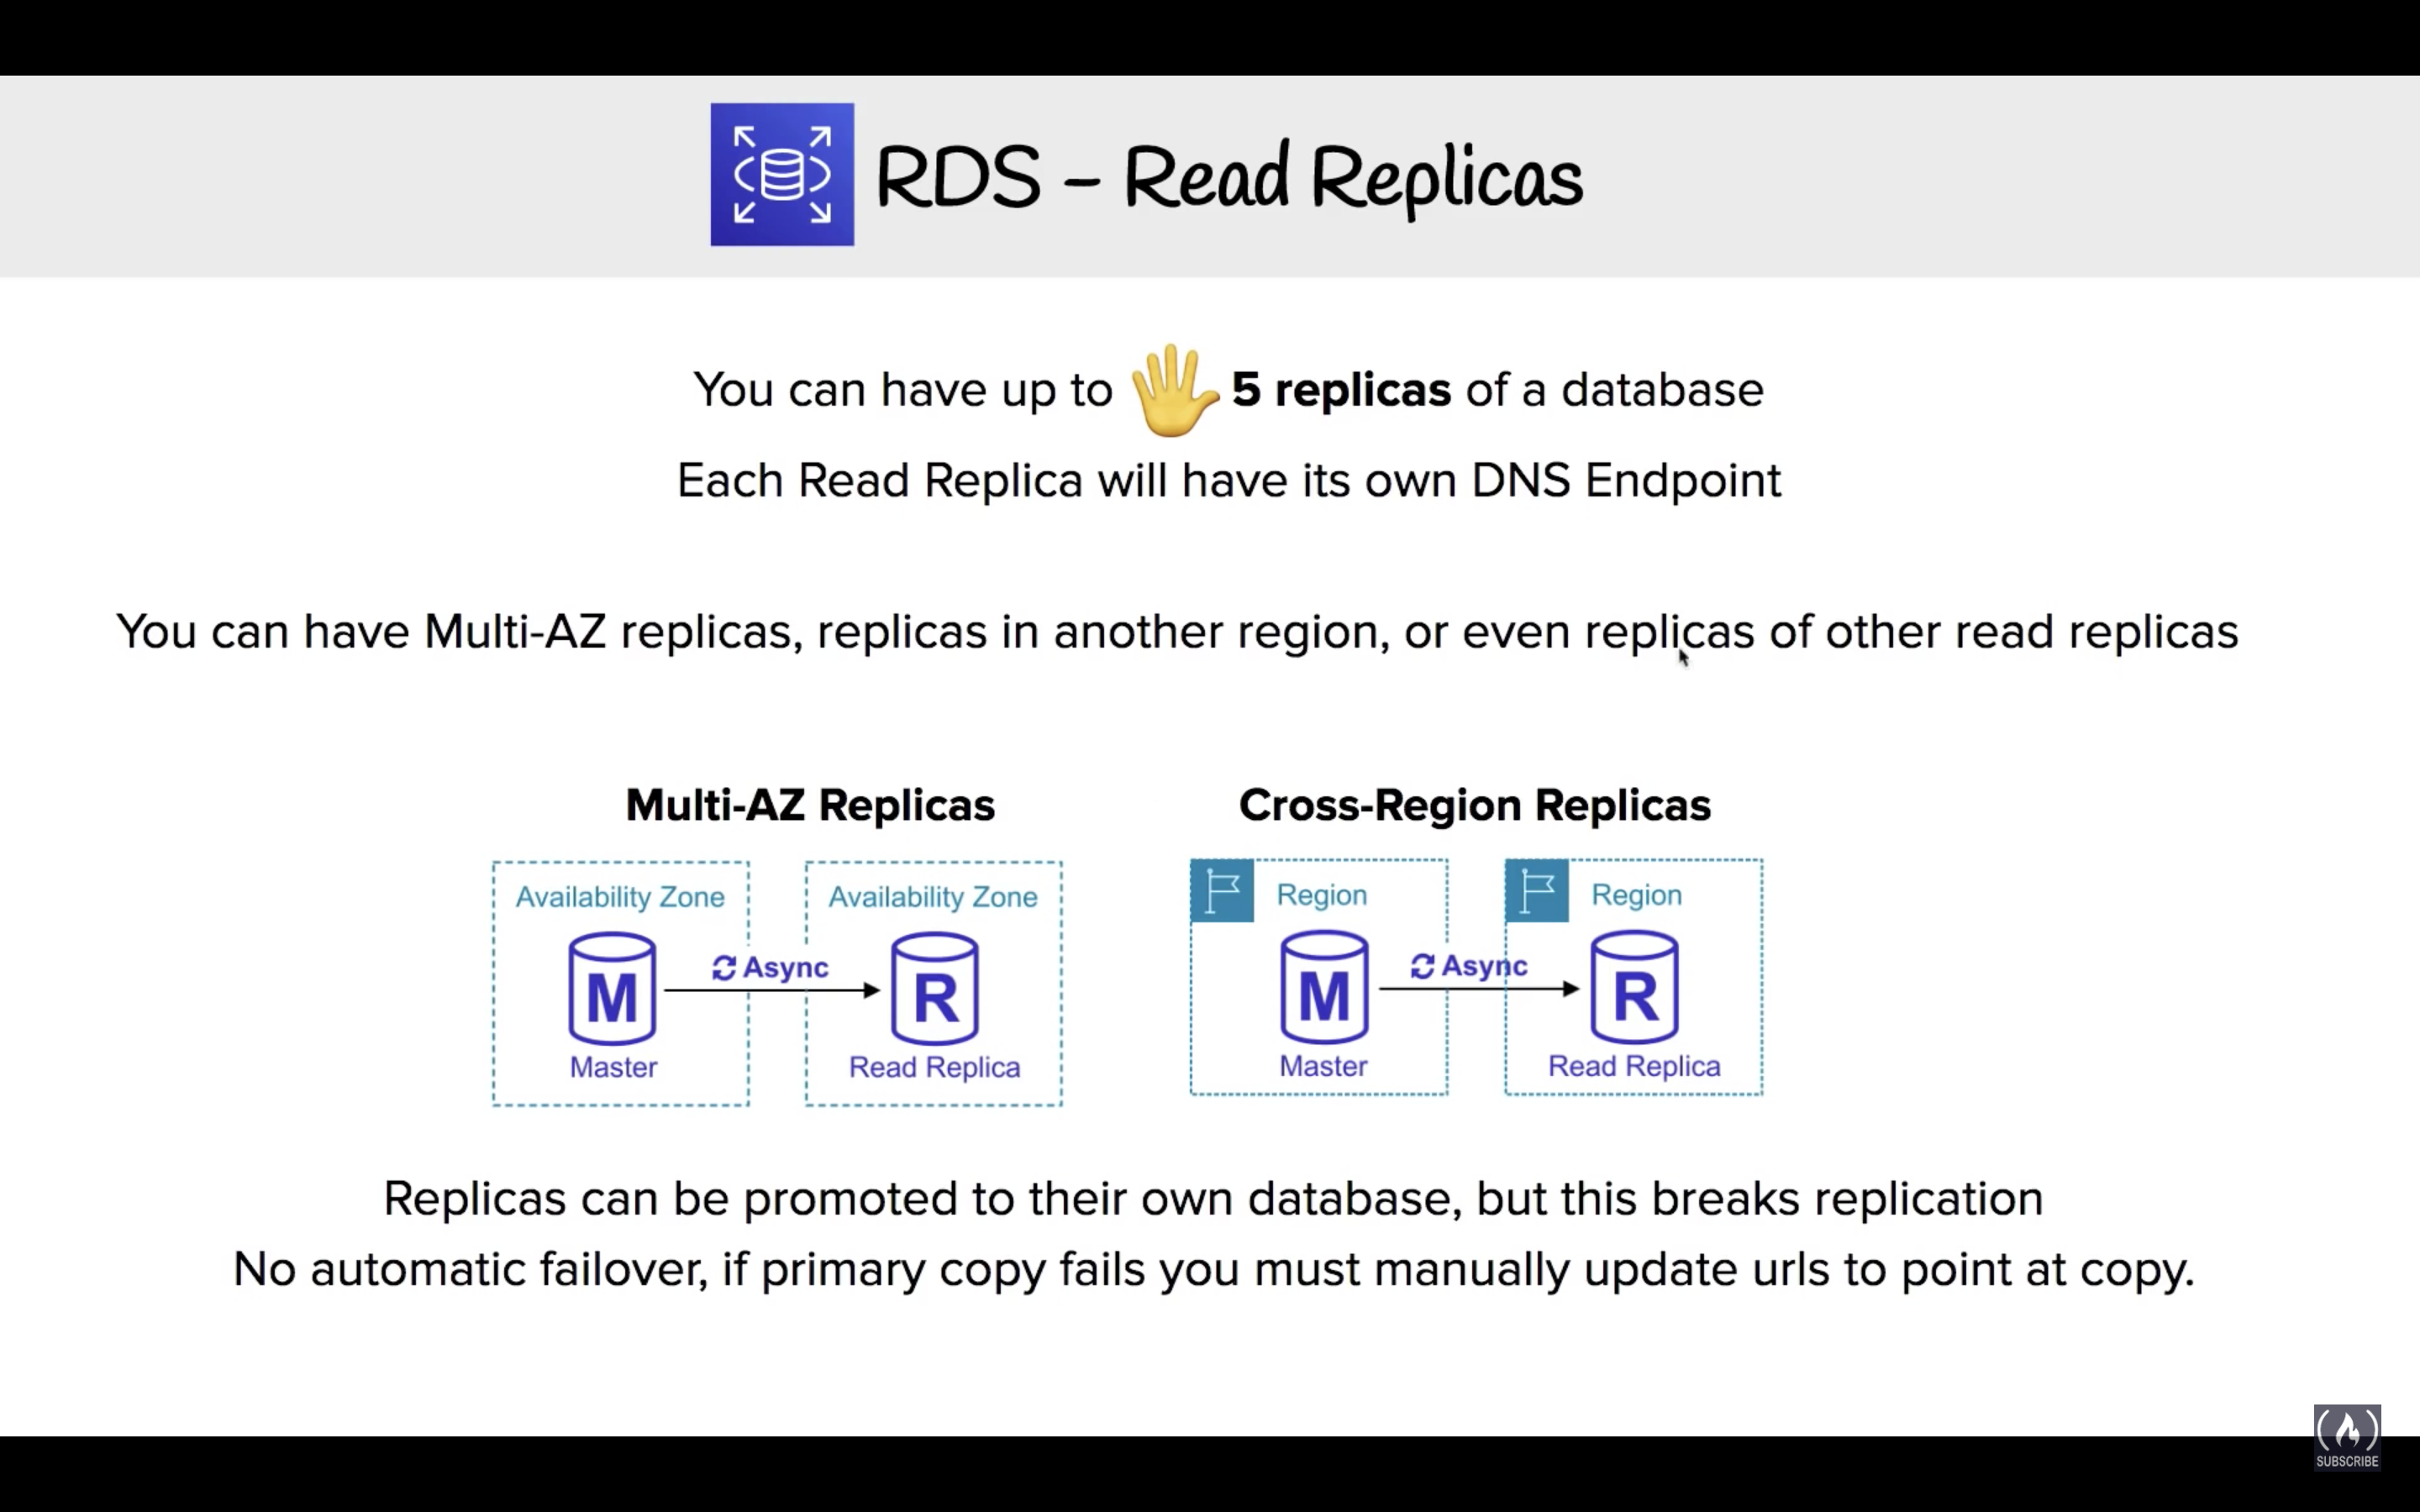 RDS – Read Replicas
You can have up to 🖐 5 replicas of a database
Each Read Replica will have its own DNS Endpoint
You can have Multi-AZ replicas, replicas in another region, or even replicas of other read replicas
Multi-AZ Replicas
Availability Zone
Async
M
Master
Availability Zone
R
Read Replica
Cross-Region Replicas
Region
Async
M
Master
Region
R
Read Replica
Replicas can be promoted to their own database, but this breaks replication
No automatic failover, if primary copy fails you must manually update urls to point at copy.
SUBSCRIBE